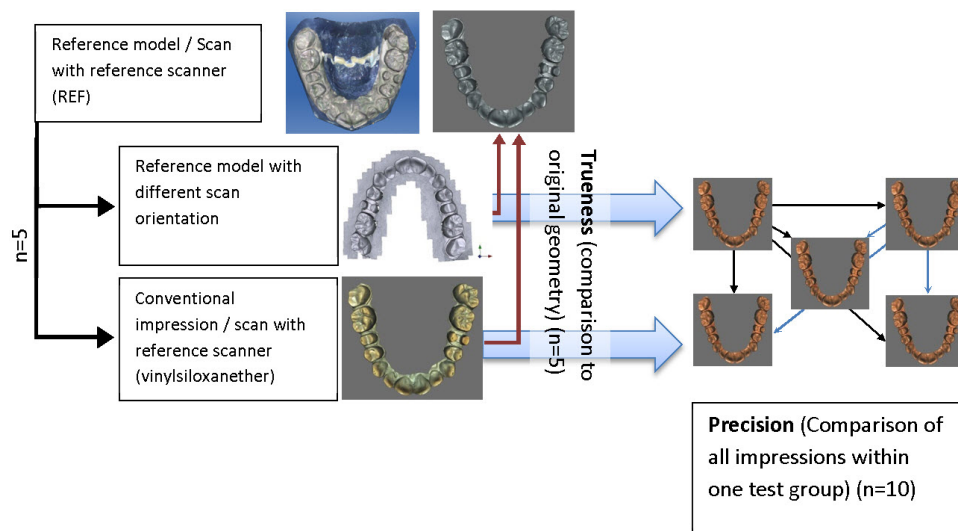 Reference model / Scan
with reference scanner
(REF)
n=5
Reference model with
different scan
orientation
Conventional
impression / scan with
reference scanner
(vinylsiloxanether)
Trueness (comparison to
original geometry) (n=5)
Precision (Comparison of
all impressions within
one test group) (n=10)